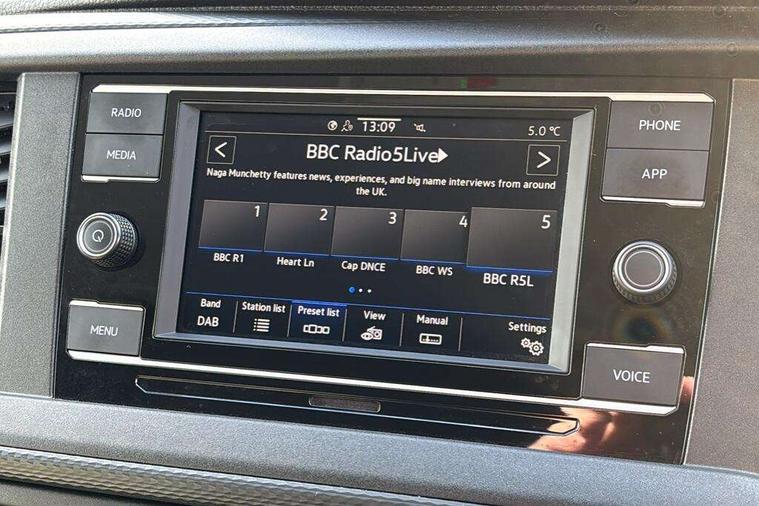 RADIO
MEDIA
MENU
PHONE
APP
VOICE
13:09
5.0 °C
< BBC Radio5Live >
Naga Munchetty features news, experiences, and big name interviews from around
the UK.
1 2 3 4 5
BBC R1 Heart Ln Cap DNCE BBC WS BBC R5L
Band Station list Preset list View Manual Settings
DAB